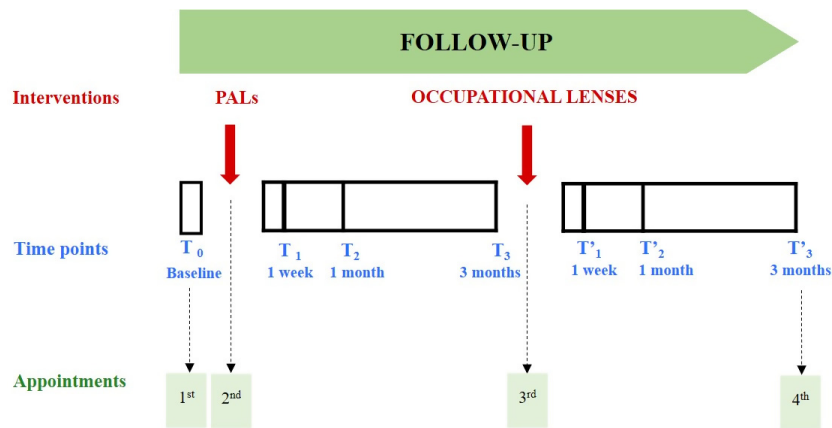 FOLLOW-UP
Interventions PALs OCCUPATIONAL LENSES
Time points T0 T1 T2 T3 T'1 T'2 T'3
Baseline 1 week 1 month 3 months 1 week 1 month 3 months
Appointments 1st 2nd 3rd 4th